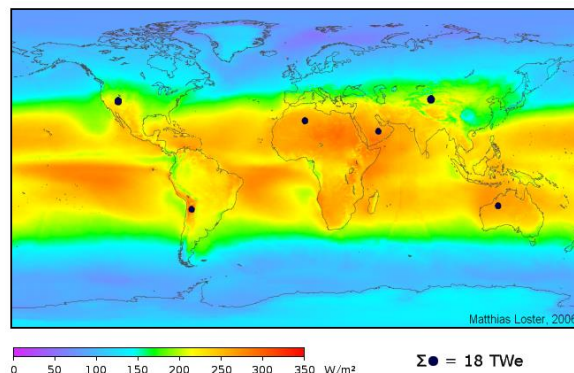 Matthias Loster, 2006
0 50 100 150 200 250 300 350 W/m²
Σ● = 18 TWe